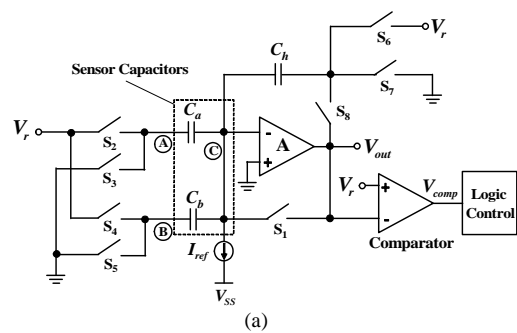 V_r
S_6
C_h
S_7
Sensor Capacitors
C_a
S_8
V_r
S_2
A
C
-
+
A
V_out
S_3
C_b
V_r
+
-
V_comp
Logic
Control
S_4
B
S_1
Comparator
S_5
I_ref
V_SS
(a)